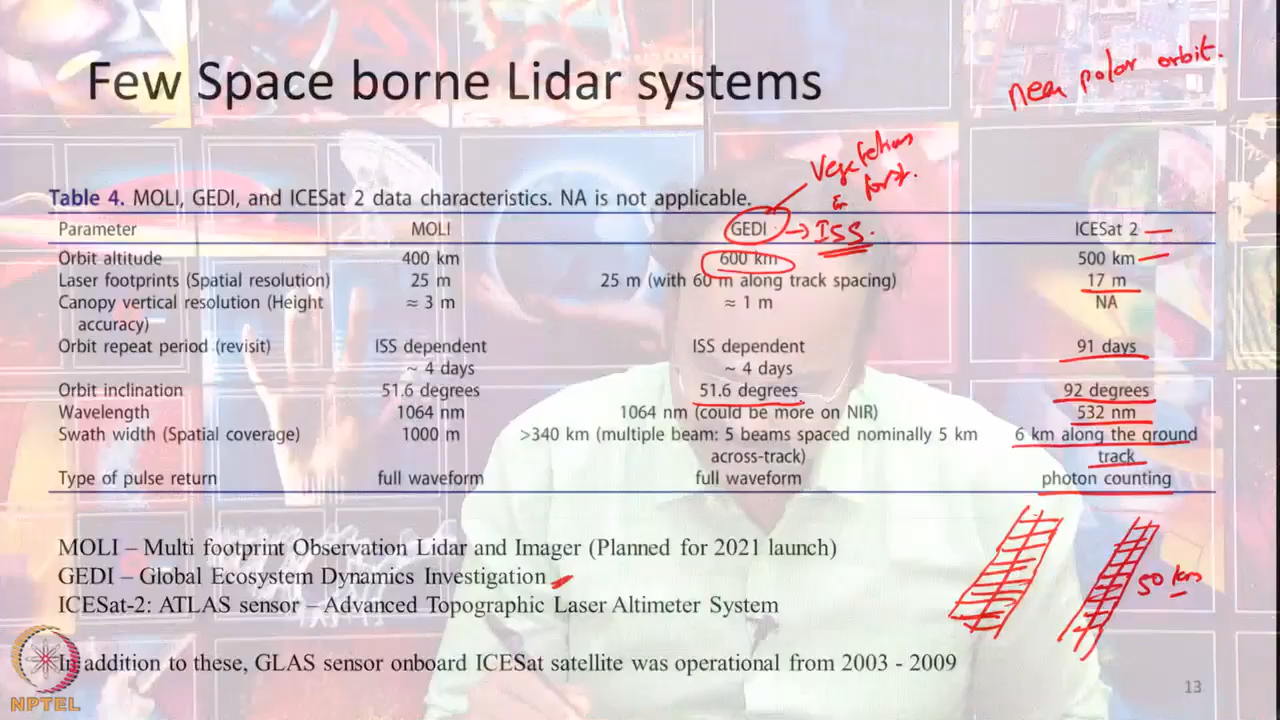 Few Space borne Lidar systems
near polar orbit.
Vegetation
& forst.
Table 4. MOLI, GEDI, and ICESat 2 data characteristics. NA is not applicable.
Parameter MOLI GEDI → ISS. ICESat 2
Orbit altitude 400 km 600 km 500 km
Laser footprints (Spatial resolution) 25 m 25 m (with 60 m along track spacing) 17 m
Canopy vertical resolution (Height ≈ 3 m ≈ 1 m NA
accuracy)
Orbit repeat period (revisit) ISS dependent ISS dependent 91 days
~ 4 days ~ 4 days
Orbit inclination 51.6 degrees 51.6 degrees 92 degrees
Wavelength 1064 nm 1064 nm (could be more on NIR) 532 nm
Swath width (Spatial coverage) 1000 m >340 km (multiple beam: 5 beams spaced nominally 5 km 6 km along the ground
across-track) track
Type of pulse return full waveform full waveform photon counting
MOLI – Multi footprint Observation Lidar and Imager (Planned for 2021 launch)
GEDI – Global Ecosystem Dynamics Investigation
50 km
ICESat-2: ATLAS sensor – Advanced Topographic Laser Altimeter System
In addition to these, GLAS sensor onboard ICESat satellite was operational from 2003 - 2009
13
NPTEL